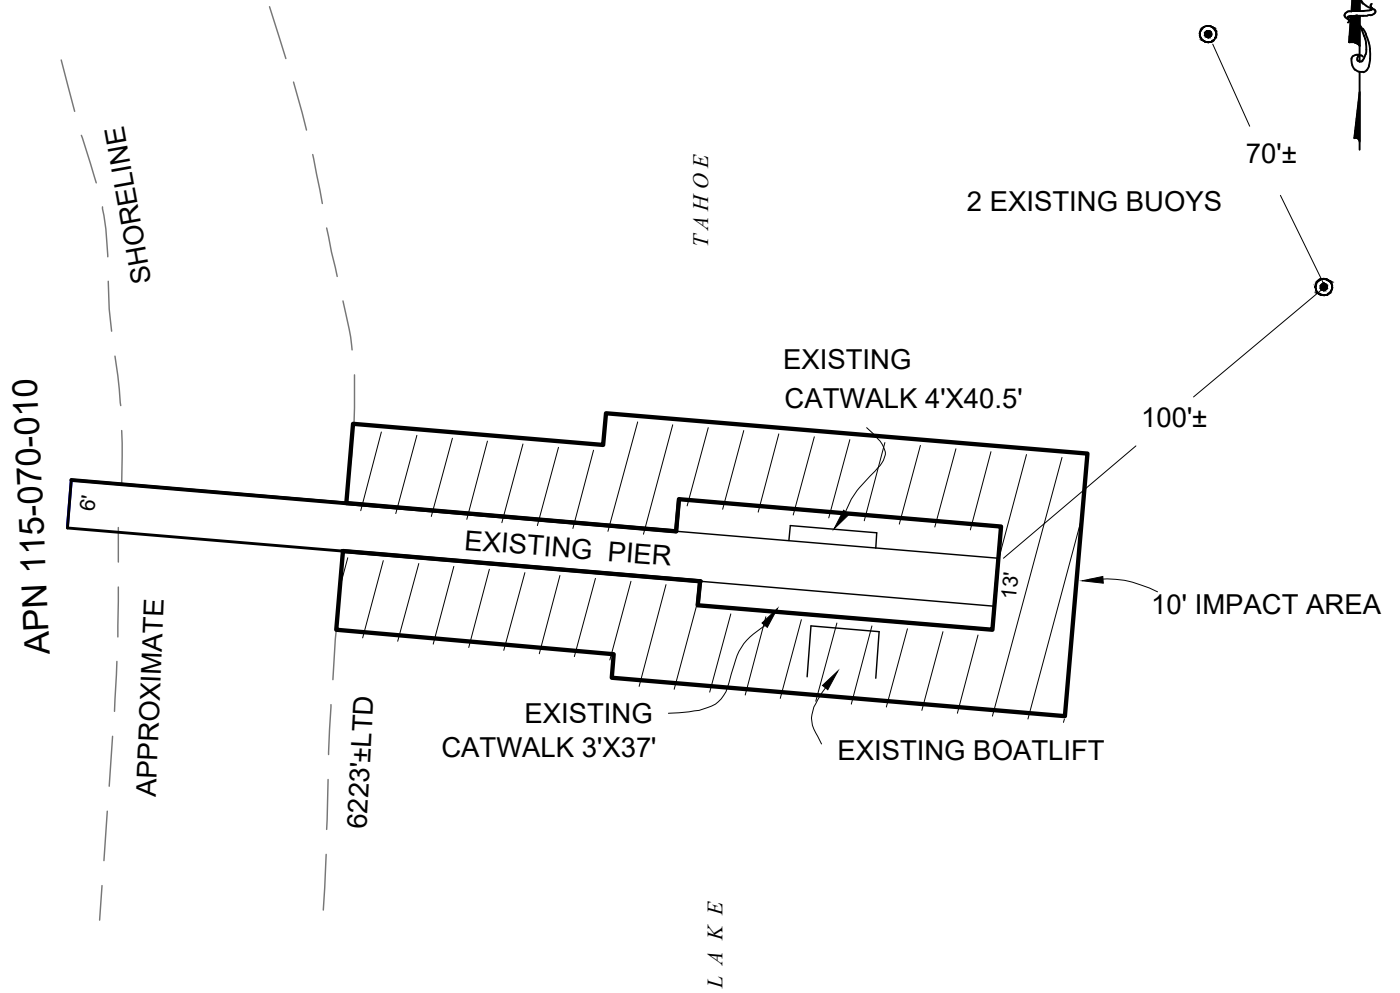 70'±
2 EXISTING BUOYS
SHORELINE
TAHOE
EXISTING
CATWALK 4'X40.5'
100'±
APN 115-070-010
6'
EXISTING PIER
13'
10' IMPACT AREA
APPROXIMATE
6223'±LTD
EXISTING
CATWALK 3'X37'
EXISTING BOATLIFT
LAKE